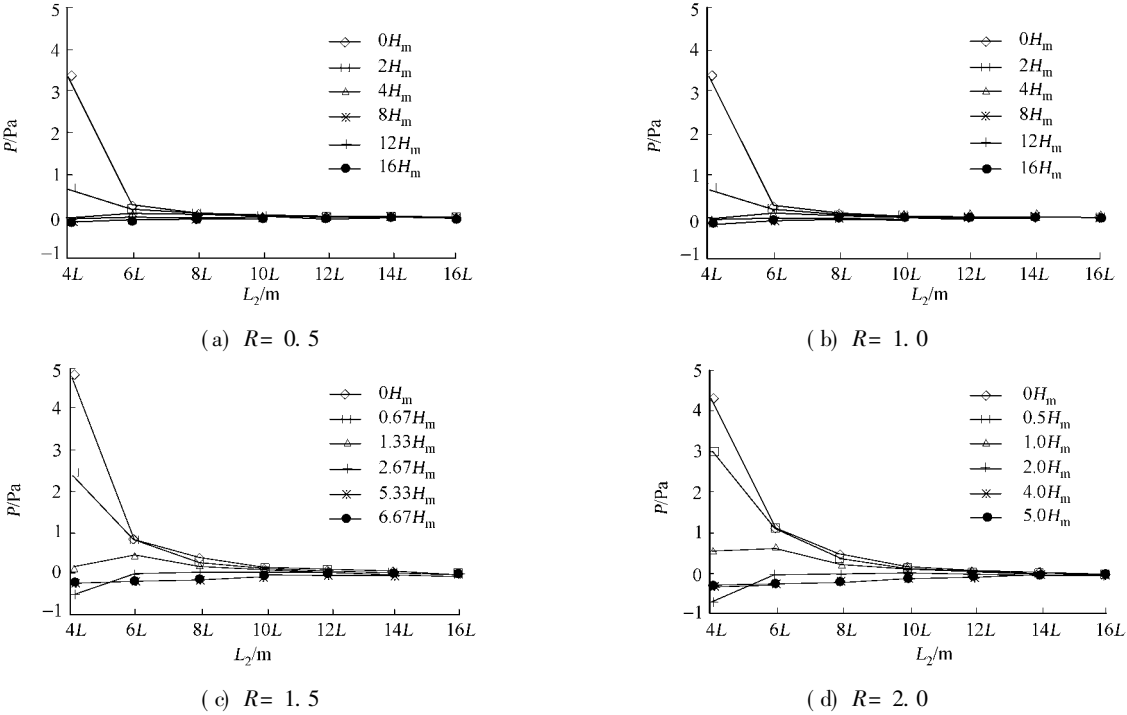 5
4
3
2
1
0
−1
P/Pa
0Hm
2Hm
4Hm
8Hm
12Hm
16Hm
4L 6L 8L 10L 12L 14L 16L
L2/m
(a) R= 0.5
5
4
3
2
1
0
−1
P/Pa
0Hm
2Hm
4Hm
8Hm
12Hm
16Hm
4L 6L 8L 10L 12L 14L 16L
L2/m
(b) R= 1.0
5
4
3
2
1
0
−1
P/Pa
0Hm
0.67Hm
1.33Hm
2.67Hm
5.33Hm
6.67Hm
4L 6L 8L 10L 12L 14L 16L
L2/m
(c) R= 1.5
5
4
3
2
1
0
−1
P/Pa
0Hm
0.5Hm
1.0Hm
2.0Hm
4.0Hm
5.0Hm
4L 6L 8L 10L 12L 14L 16L
L2/m
(d) R= 2.0